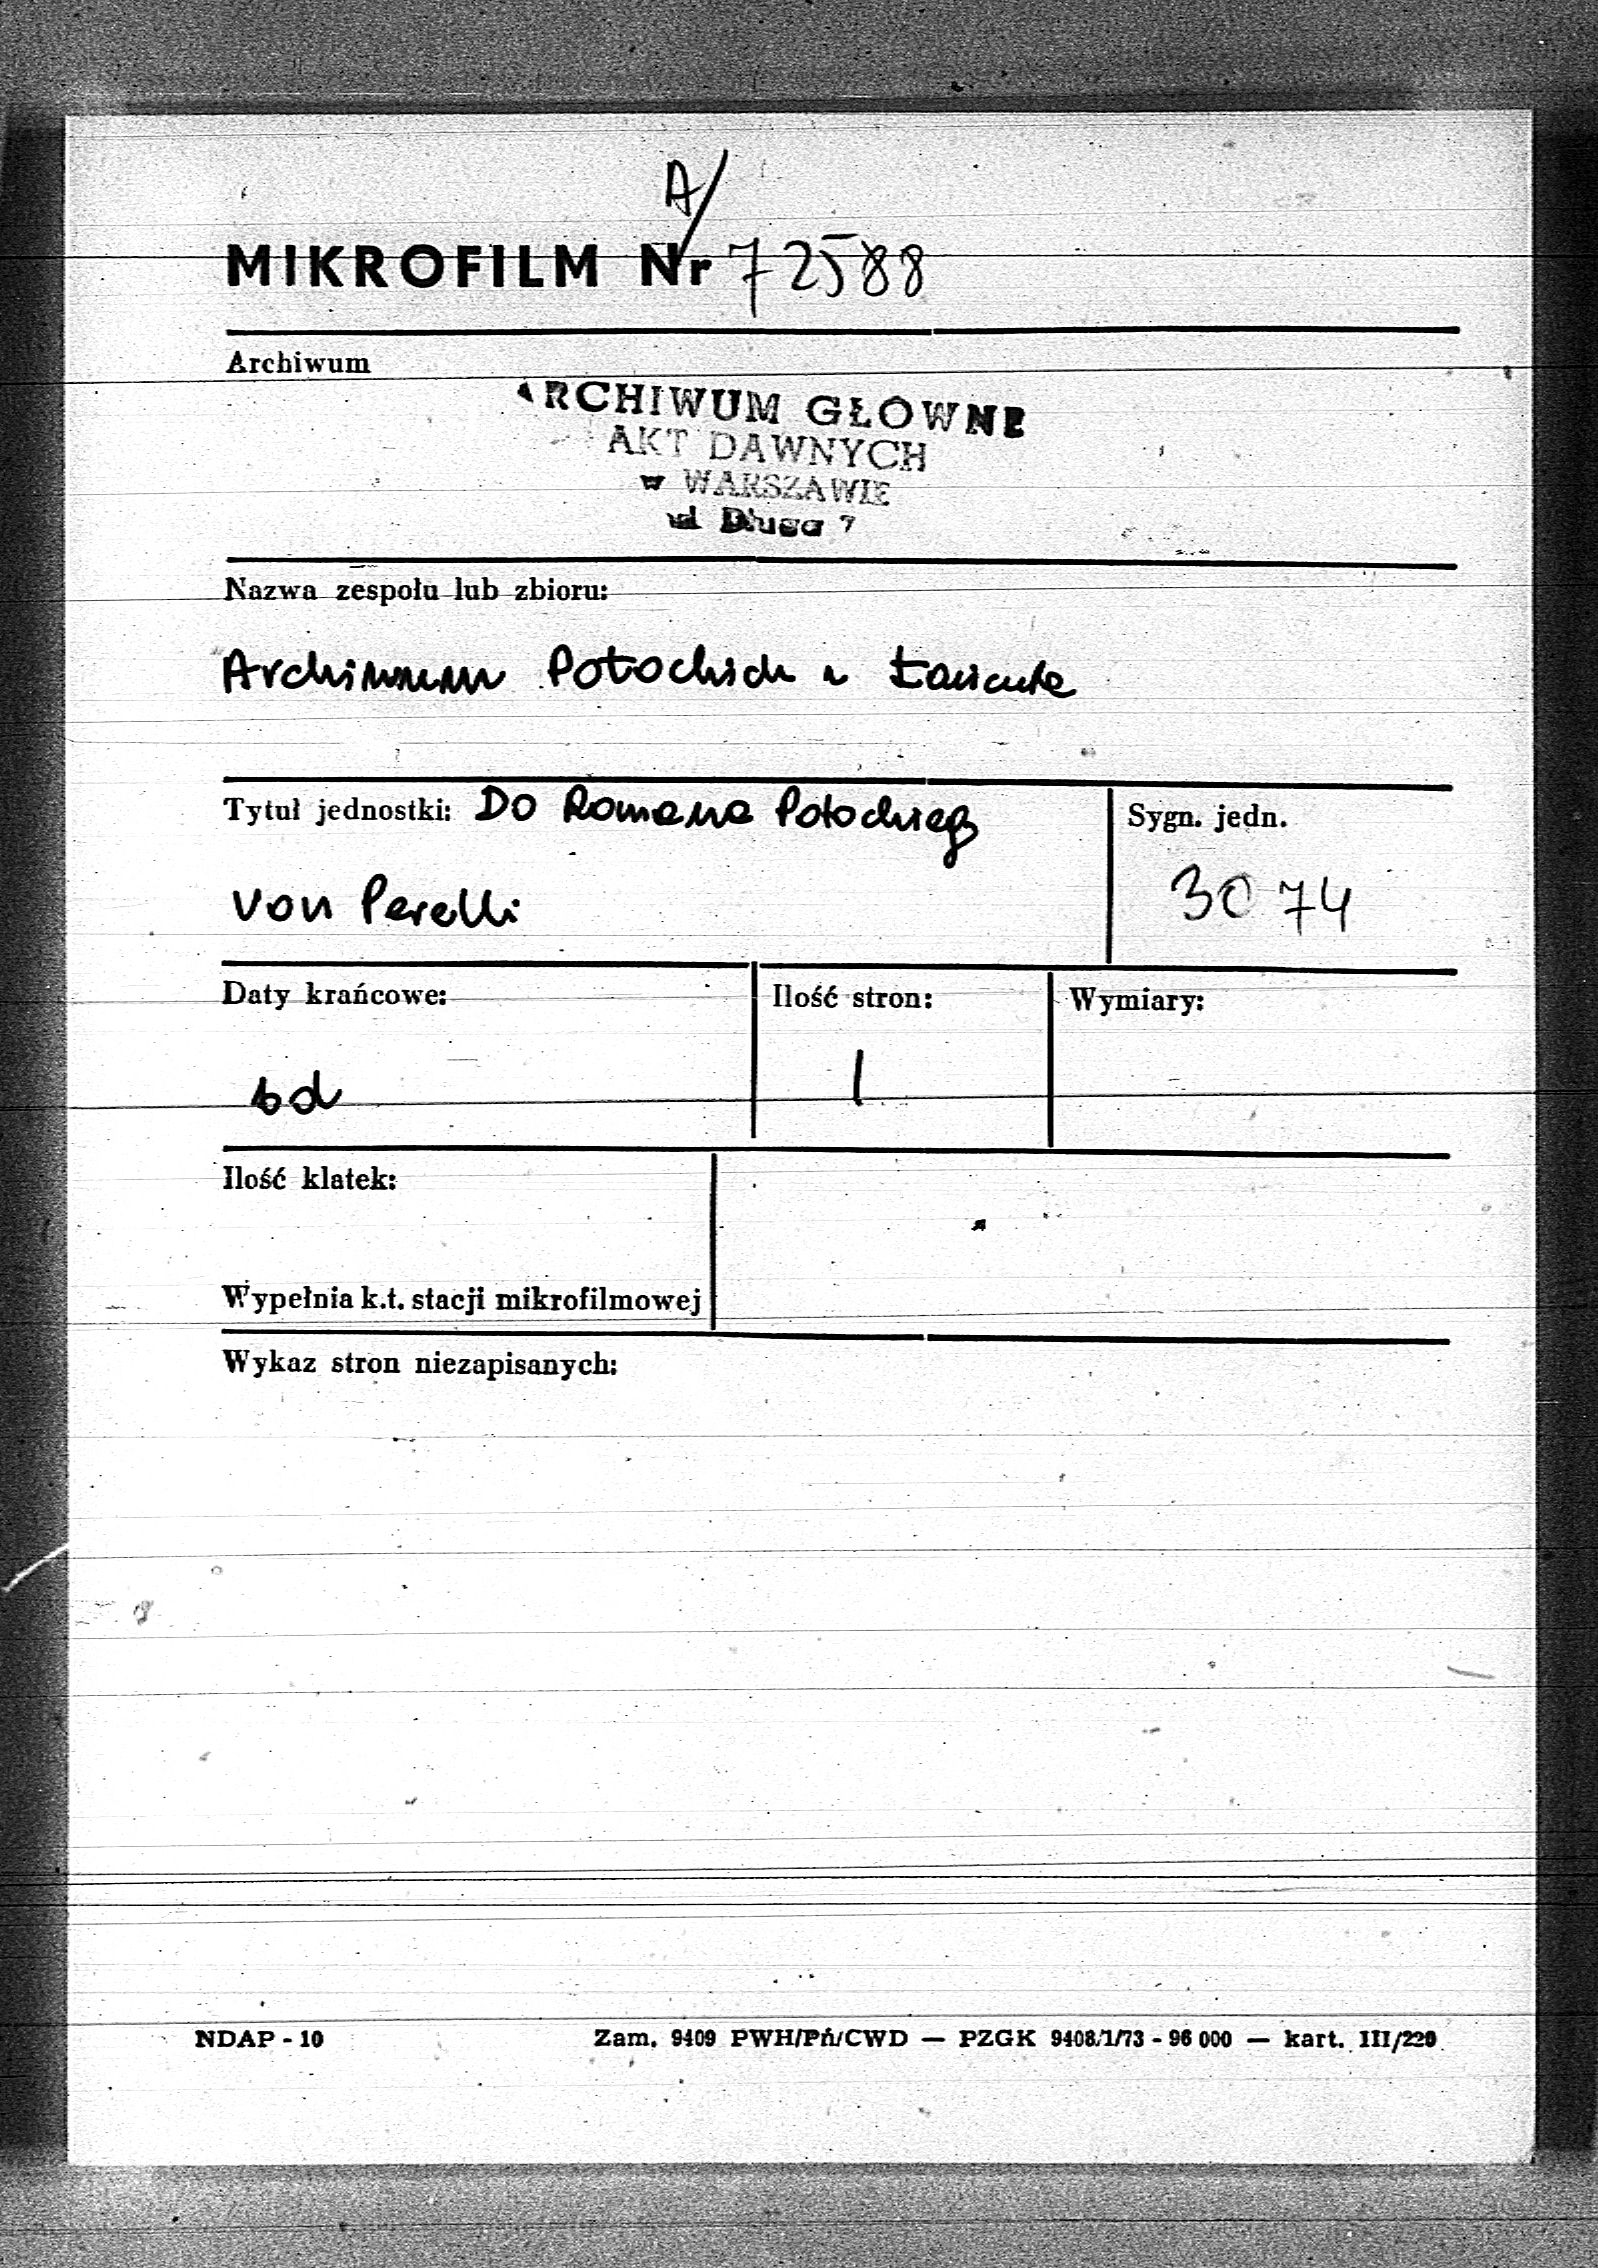 A/
MIKROFILM Nr 72588
Archiwum
ARCHIWUM GŁÓWNE
AKT DAWNYCH
w WARSZAWIE
ul Długa 7
Nazwa zespołu lub zbioru:
Archiwum Potockich z Łańcuta
Tytuł jednostki: Do Romana Potockiego
Sygn. jedn.
von Perelli
3074
Daty krańcowe:
Ilość stron:
Wymiary:
bd
1
Ilość klatek:
Wypełnia k.t. stacji mikrofilmowej
Wykaz stron niezapisanych:
NDAP - 10
Zam. 9409 PWH/Pń/CWD — PZGK 9408/1/73 - 96 000 — kart. III/220